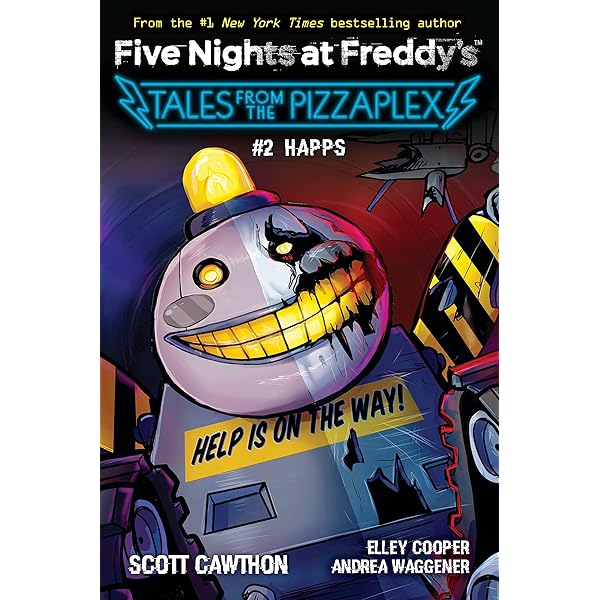 From the #1 New York Times bestselling author
Five Nights at Freddy's™
TALES FROM THE PIZZAPLEX
#2 HAPPS
HELP IS ON THE WAY!
SCOTT CAWTHON
ELLEY COOPER
ANDREA WAGGENER